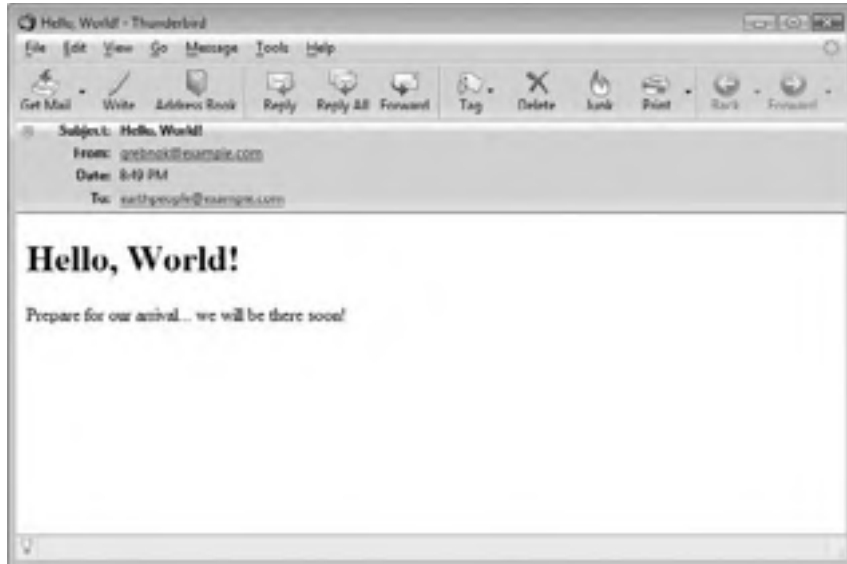 Hello, World! - Thunderbird
File Edit View Go Message Tools Help
Get Mail Write Address Book Reply Reply All Forward Tag Delete Junk Print Back Forward
Subject: Hello, World!
From: grebnok@example.com
Date: 8:49 PM
To: earthpeople@example.com
Hello, World!
Prepare for our arrival... we will be there soon!